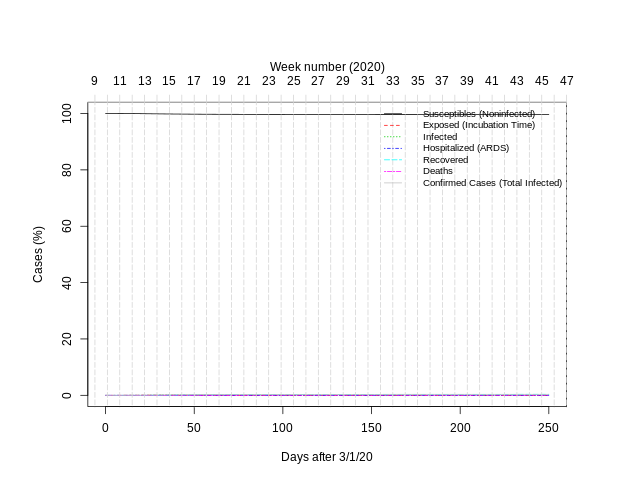 Week number (2020)
9 11 13 15 17 19 21 23 25 27 29 31 33 35 37 39 41 43 45 47
Susceptibles (Noninfected)
Exposed (Incubation Time)
Infected
Hospitalized (ARDS)
Recovered
Deaths
Confirmed Cases (Total Infected)
Cases (%)
100
80
60
40
20
0
0 50 100 150 200 250
Days after 3/1/20